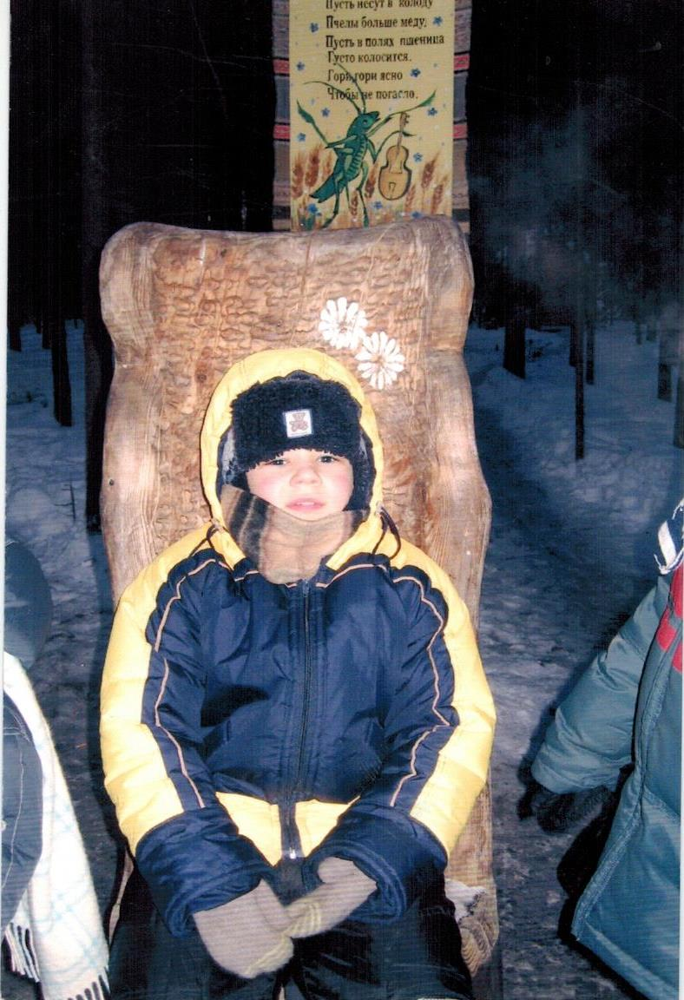 Пусть несут в колоду
Пчелы больше меду,
Пусть в полях пшеница
Густо колосится.
Гори, гори ясно
Чтобы не погасло.